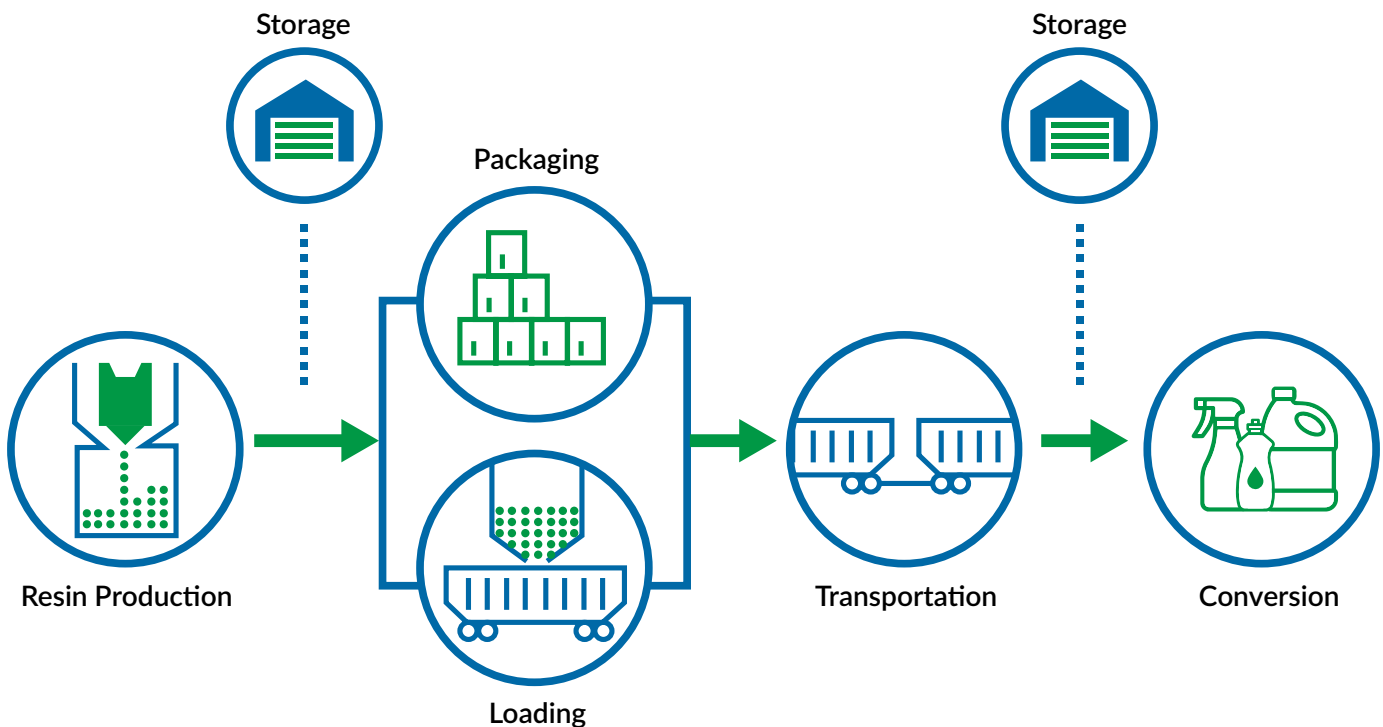 Storage
Storage
Packaging
Resin Production
Transportation
Conversion
Loading